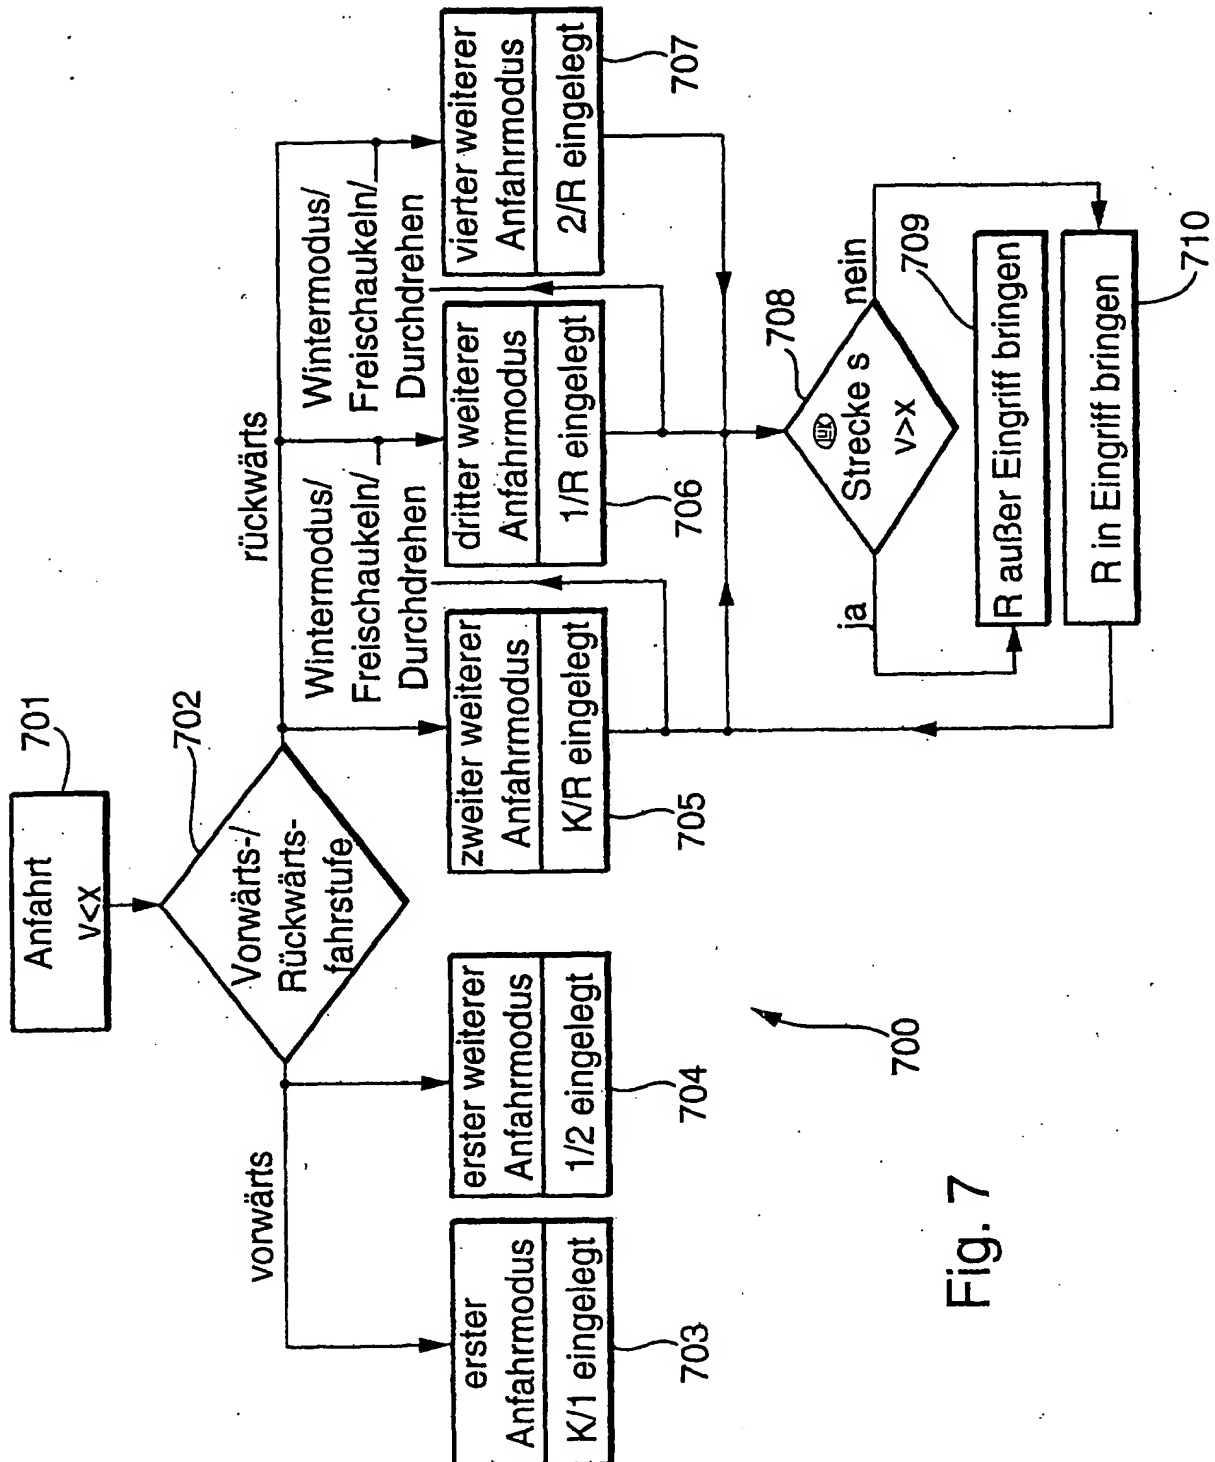 701
Anfahrt
v<x
702
Vorwärts-/
Rückwärts-
fahrstufe
vorwärts
rückwärts
erster
Anfahrmodus
K/1 eingelegt
703
erster weiterer
Anfahrmodus
1/2 eingelegt
704
zweiter weiterer
Anfahrmodus
K/R eingelegt
705
Wintermodus/
Freischaukeln/
Durchdrehen
dritter weiterer
Anfahrmodus
1/R eingelegt
706
Wintermodus/
Freischaukeln/
Durchdrehen
vierter weiterer
Anfahrmodus
2/R eingelegt
707
708
LuK
Strecke s
v>x
ja
nein
709
R außer Eingriff bringen
R in Eingriff bringen
710
700
Fig. 7